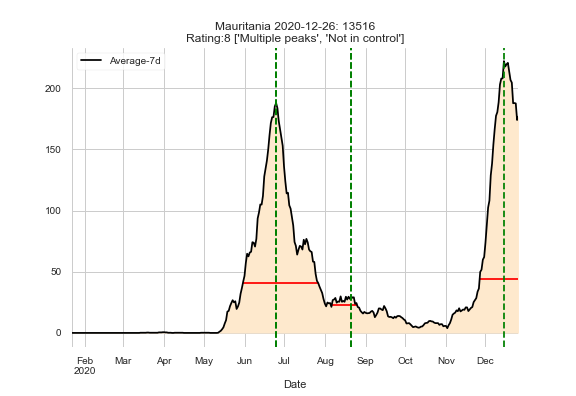 Mauritania 2020-12-26: 13516
Rating:8 ['Multiple peaks', 'Not in control']
Average-7d
200
150
100
50
0
Feb Mar Apr May Jun Jul Aug Sep Oct Nov Dec
2020
Date